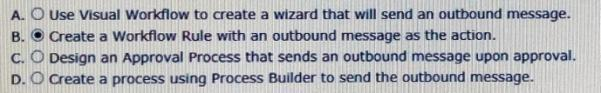 A. Use Visual Workflow to create a wizard that will send an outbound message.
B. Create a Workflow Rule with an outbound message as the action.
C. Design an Approval Process that sends an outbound message upon approval.
D. Create a process using Process Builder to send the outbound message.